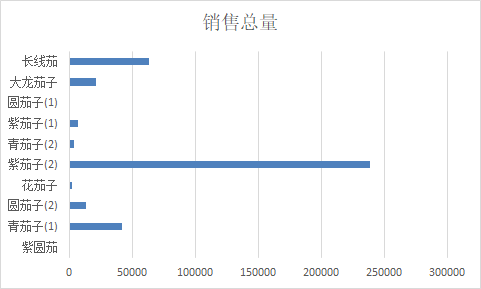 销售总量
长线茄
大龙茄子
圆茄子(1)
紫茄子(1)
青茄子(2)
紫茄子(2)
花茄子
圆茄子(2)
青茄子(1)
紫圆茄
0 50000 100000 150000 200000 250000 300000